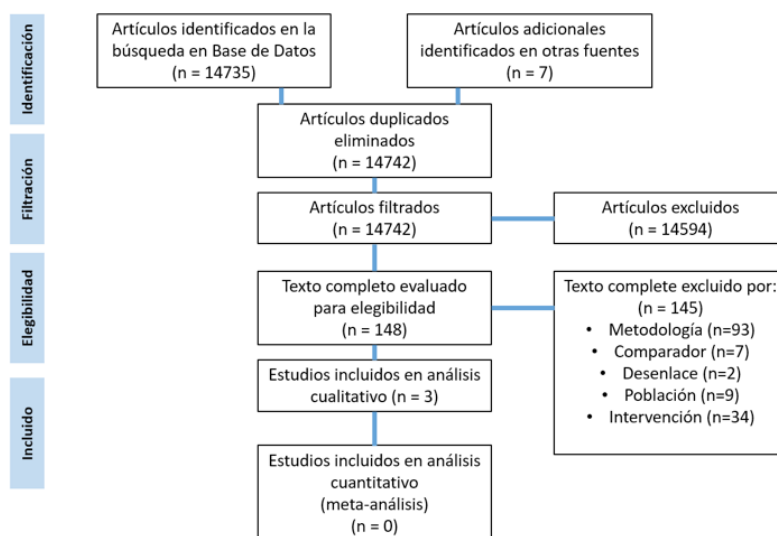 Identificación
Artículos identificados en la
búsqueda en Base de Datos
(n = 14735)
Artículos adicionales
identificados en otras fuentes
(n = 7)
Artículos duplicados
eliminados
(n = 14742)
Filtración
Artículos filtrados
(n = 14742)
Artículos excluidos
(n = 14594)
Elegibilidad
Texto completo evaluado
para elegibilidad
(n = 148)
Texto complete excluido por:
(n = 145)
• Metodología (n=93)
• Comparador (n=7)
• Desenlace (n=2)
• Población (n=9)
• Intervención (n=34)
Incluido
Estudios incluidos en análisis
cualitativo (n = 3)
Estudios incluidos en análisis
cuantitativo
(meta-análisis)
(n = 0)